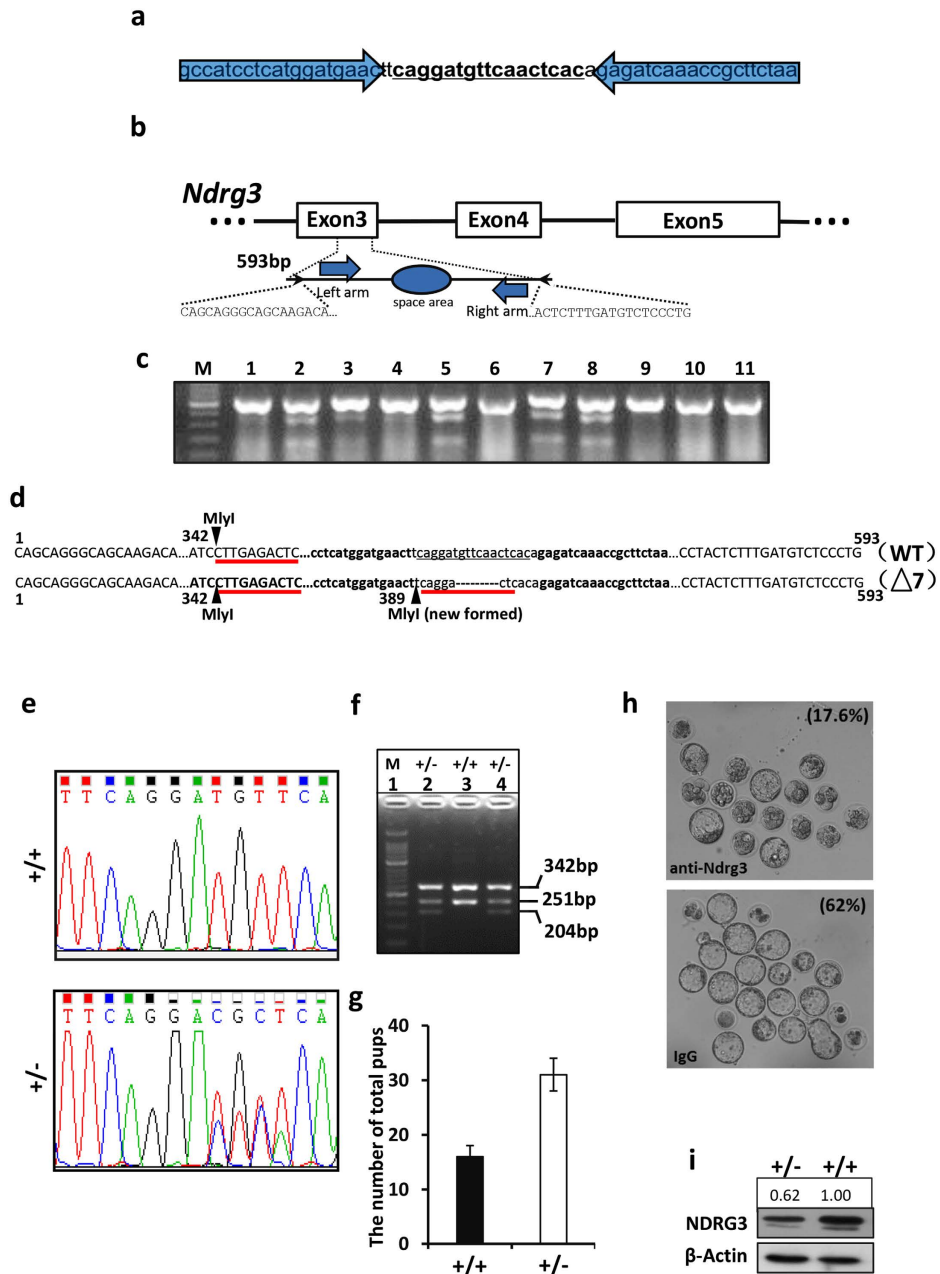 a
gccatcctcatggatgaacttcaggatgttcaactcacagagatcaaaccgcttctaa
b
Ndrg3
... Exon3 Exon4 Exon5 ...
593bp
Left arm space area Right arm
CAGCAGGGCAGCAAGACA... ..ACTCTTTGATGTCTCCCTG
c
M 1 2 3 4 5 6 7 8 9 10 11
d
MlyI
1 342 593
CAGCAGGGCAGCAAGACA...ATCCTTGAGACTC...cctcatggatgaacttcaggatgttcaactcacagagatcaaaccgcttctaa...CCTACTCTTTGATGTCTCCCTG (WT)
CAGCAGGGCAGCAAGACA...ATCCTTGAGACTC...cctcatggatgaacttcagga---------ctcacagagatcaaaccgcttctaa...CCTACTCTTTGATGTCTCCCTG (△7)
1 342 389 593
MlyI MlyI (new formed)
e
T T C A G G A T G T T C A
+/+
T T C A G G A C G C T C A
+/-
f
M +/- +/+ +/-
1 2 3 4
342bp
251bp
204bp
g
The number of total pups
40
30
20
10
0
+/+ +/-
h
(17.6%)
anti-Ndrg3
(62%)
IgG
i
+/- +/+
0.62 1.00
NDRG3
β-Actin